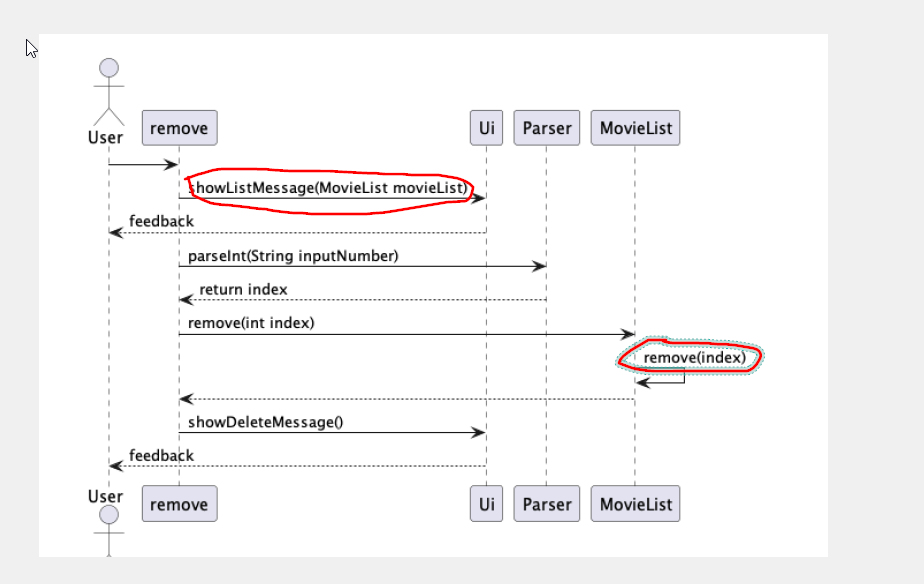 User
remove
Ui
Parser
MovieList
showListMessage(MovieList movieList)
feedback
parseInt(String inputNumber)
return index
remove(int index)
remove(index)
showDeleteMessage()
feedback
User
remove
Ui
Parser
MovieList